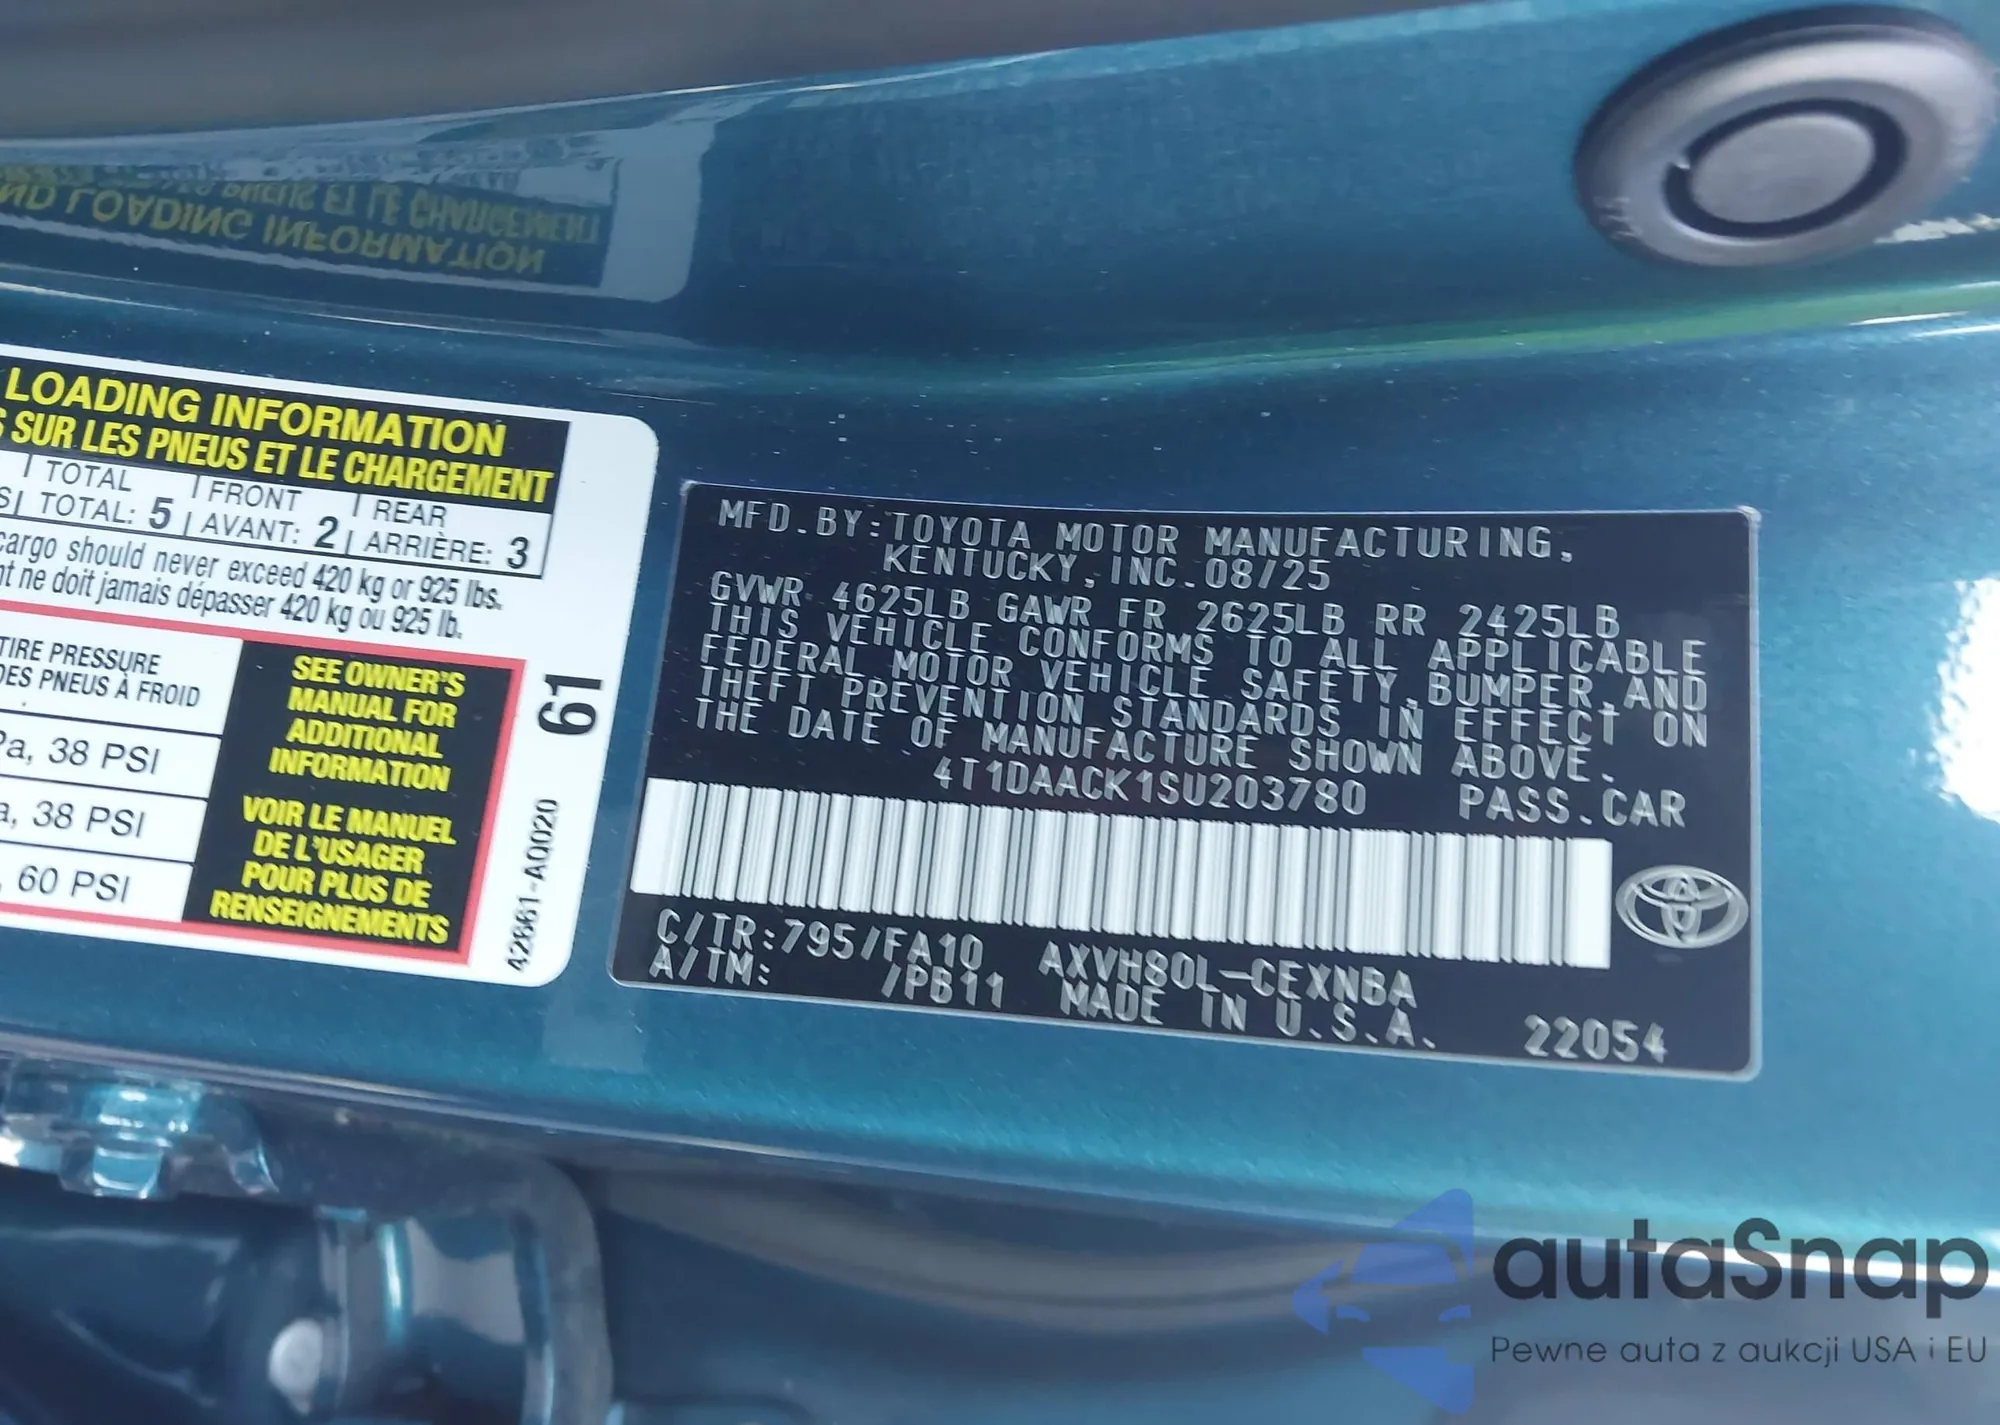 LOADING INFORMATION
SUR LES PNEUS ET LE CHARGEMENT
TOTAL | FRONT | REAR
TOTAL: 5 | AVANT: 2 | ARRIÈRE: 3
cargo should never exceed 420 kg or 925 lbs.
ne doit jamais dépasser 420 kg ou 925 lb.
TIRE PRESSURE
DES PNEUS À FROID
38 PSI
38 PSI
60 PSI
SEE OWNER'S
MANUAL FOR
ADDITIONAL
INFORMATION
VOIR LE MANUEL
DE L'USAGER
POUR PLUS DE
RENSEIGNEMENTS
61
42661-AQ020
MFD.BY:TOYOTA MOTOR MANUFACTURING,
KENTUCKY,INC.08/25
GVWR 4625LB GAWR FR 2625LB RR 2425LB
THIS VEHICLE CONFORMS TO ALL APPLICABLE
FEDERAL MOTOR VEHICLE SAFETY,BUMPER,AND
THEFT PREVENTION STANDARDS IN EFFECT ON
THE DATE OF MANUFACTURE SHOWN ABOVE.
4T1DAACK1SU203780 PASS.CAR
C/TR:795/FA10 AXVH80L-CEXNBA
A/TM: /PB11 MADE IN U.S.A. 22054
autaSnap
Pewne auta z aukcji USA i EU